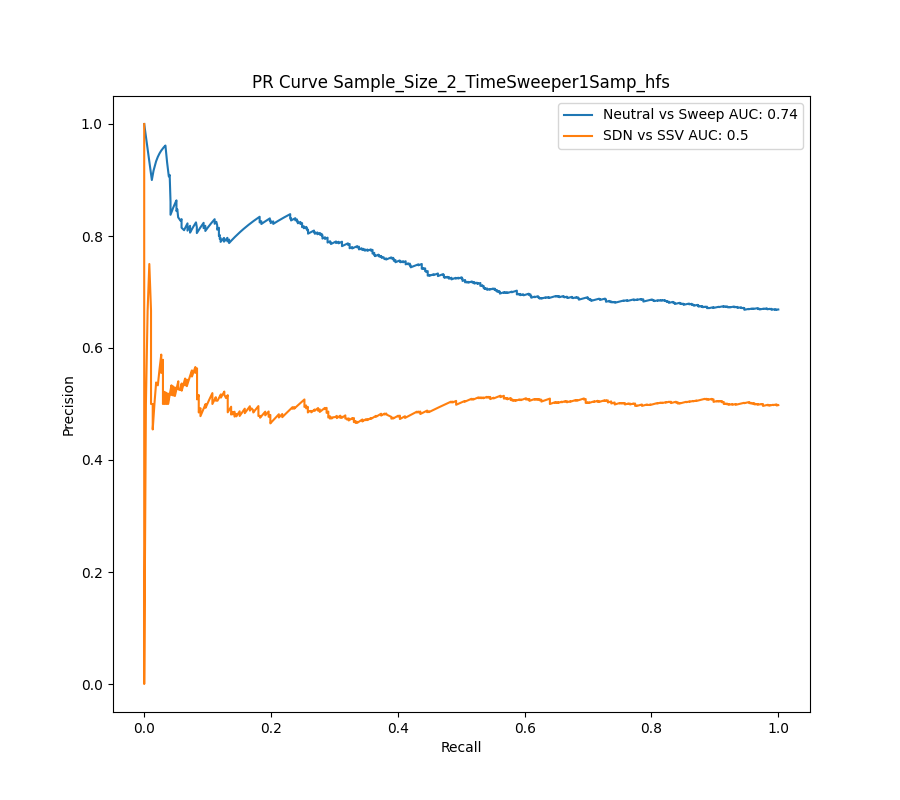 PR Curve Sample_Size_2_TimeSweeper1Samp_hfs
Neutral vs Sweep AUC: 0.74
SDN vs SSV AUC: 0.5
1.0
0.8
0.6
0.4
0.2
0.0
Precision
0.0 0.2 0.4 0.6 0.8 1.0
Recall